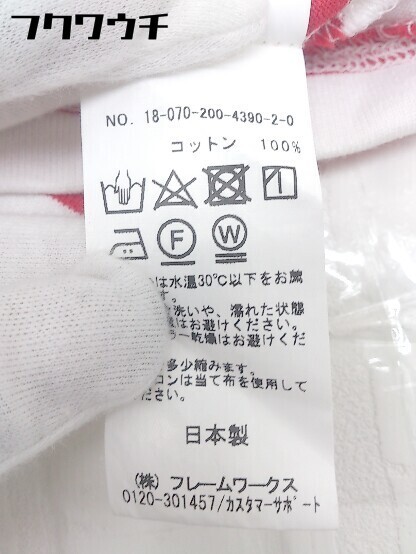 フクワウチ
NO. 18-070-200-4390-2-0
コットン 100%
F W
は水温30℃以下をお薦
す。
洗いや、濡れた状態
はお避けください。
ー乾燥はお避けくだ
多少縮みます。
コンは当て布を使用して
ださい。
日本製
(株) フレームワークス
0120-301457/カスタマーサポート